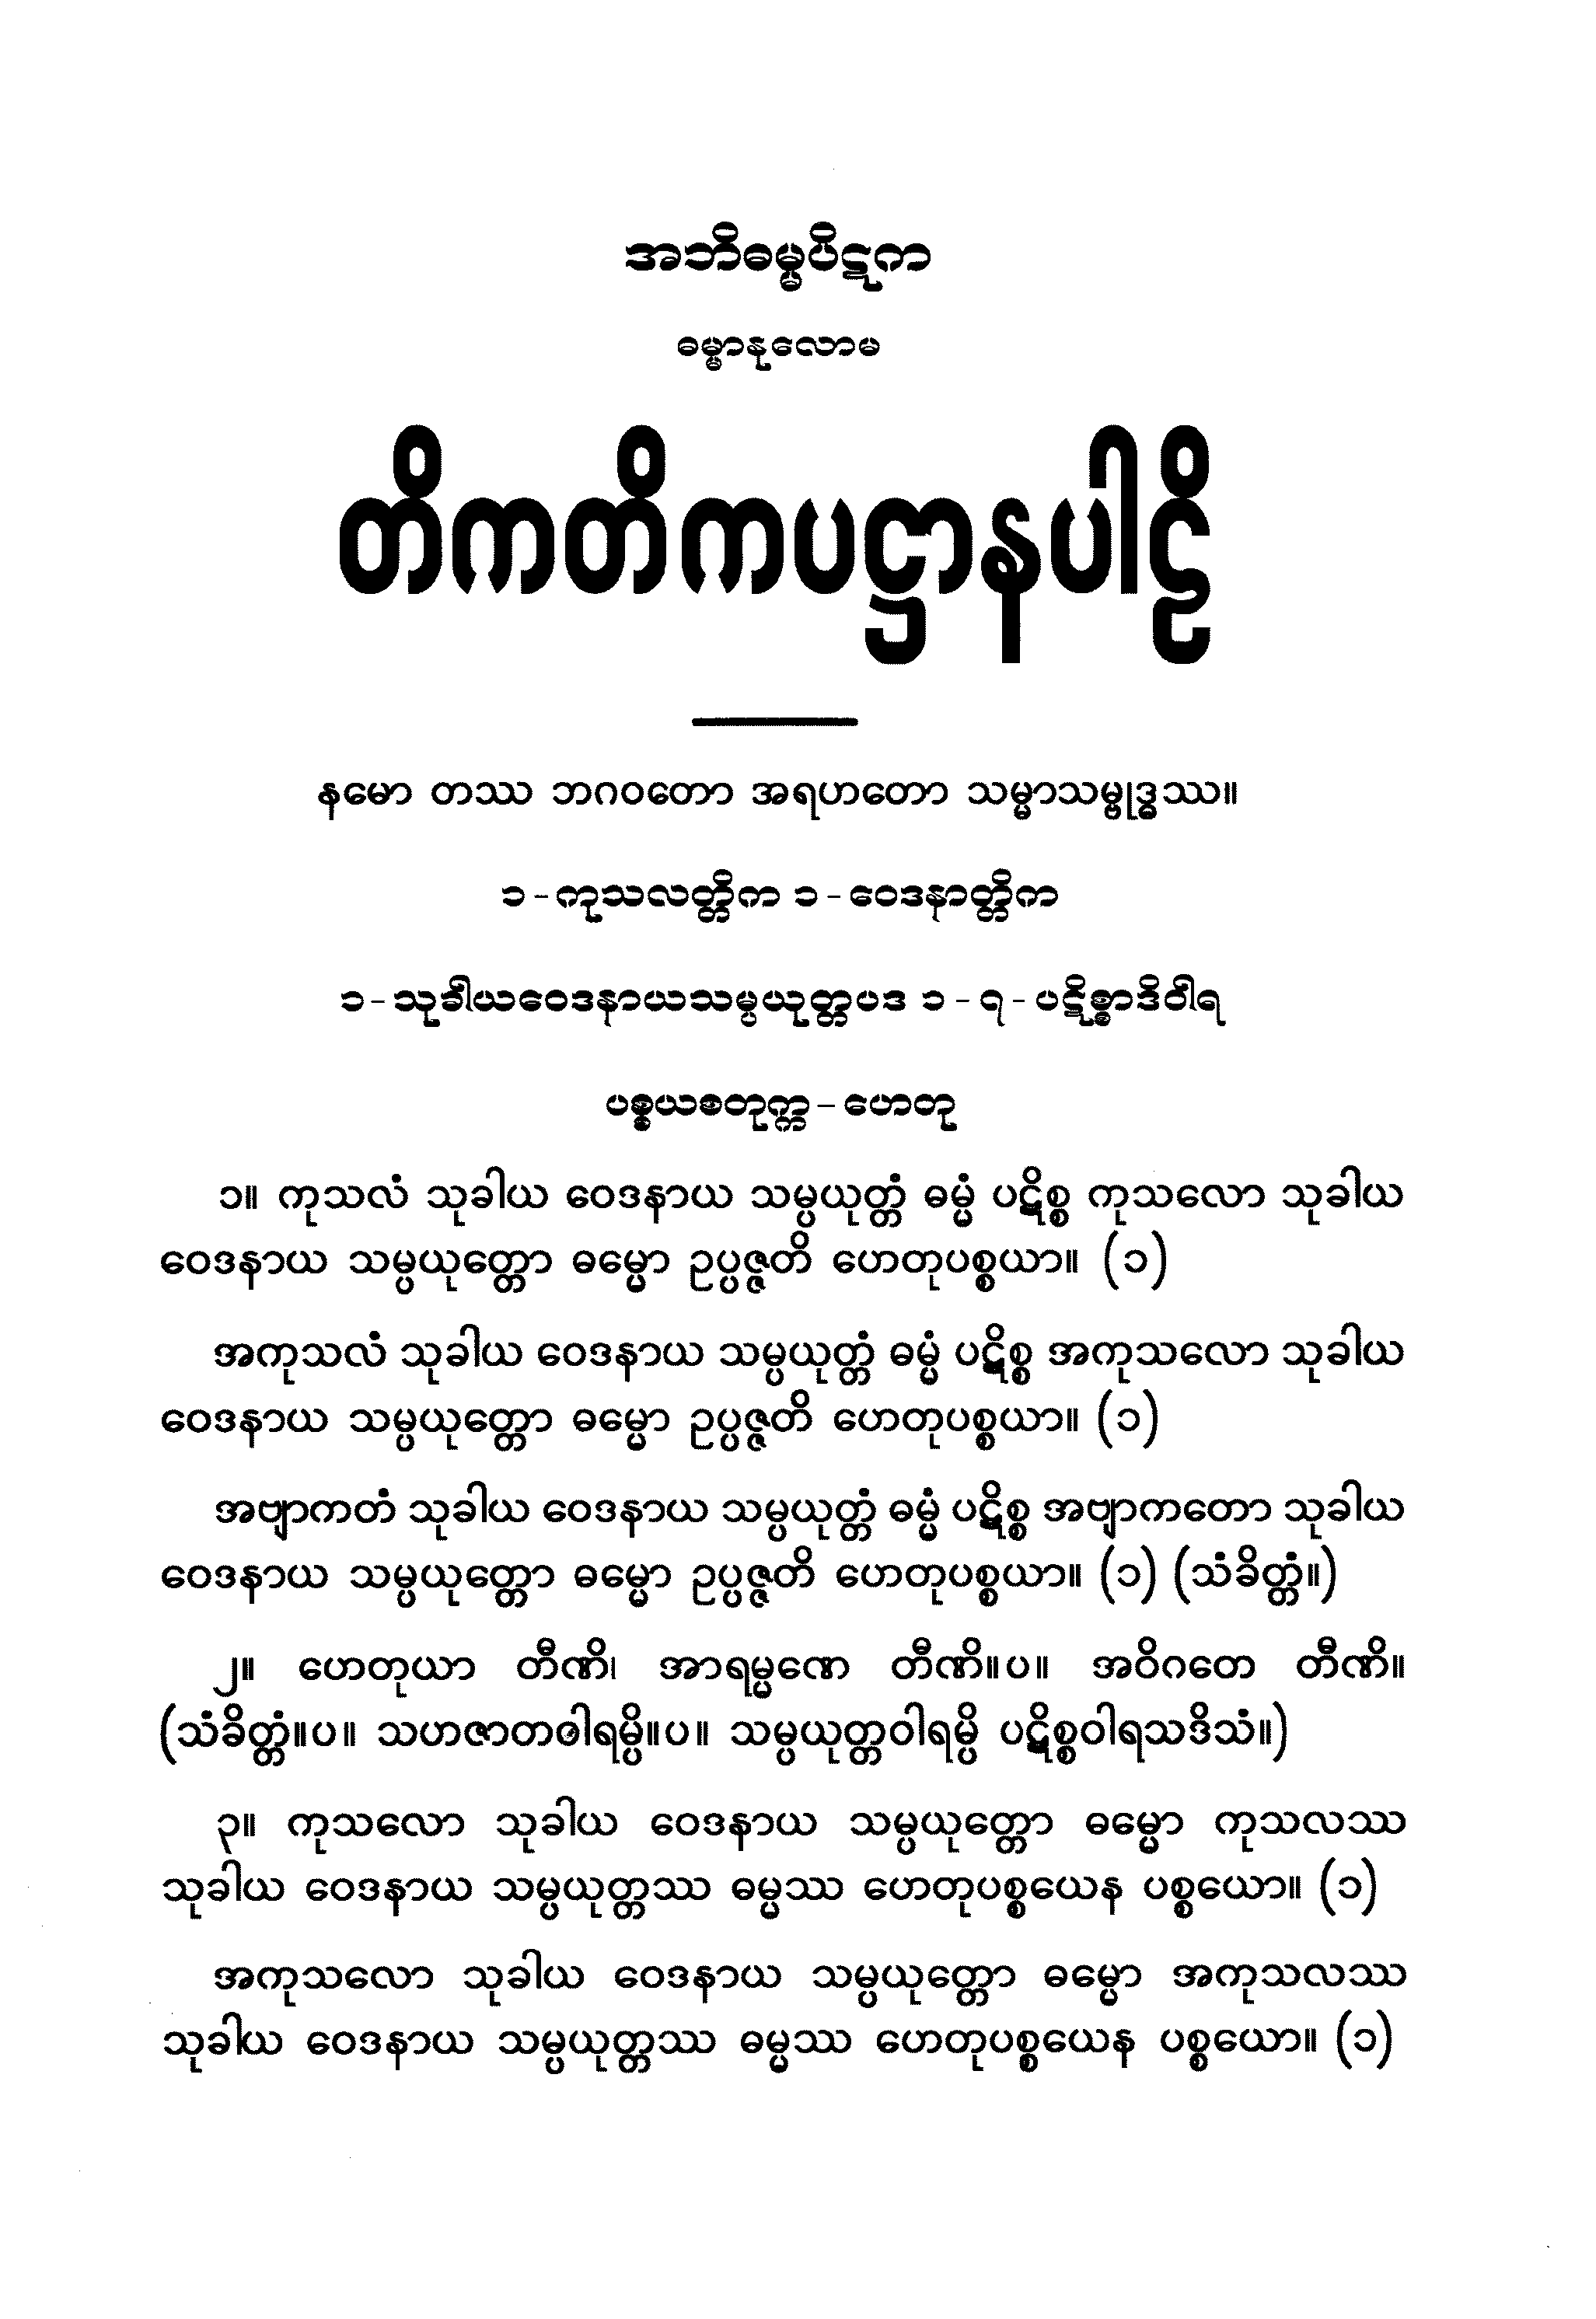 အဘိဓမ္မပိဋက
ဓမ္မာနုလောမ
တိကတိကပဋ္ဌာနပါဠိ
နမော တဿ ဘဂဝတော အရဟတော သမ္မာသမ္ဗုဒ္ဓဿ။
၁-ကုသလတ္တိက ၁-ဝေဒနာတ္တိက
၁-သုခါယဝေဒနာယသမ္ပယုတ္တပဒ ၁-၇-ပဋိစ္စာဒိဝါရ
ပစ္စယစတုက္က-ဟေတု
၁။ ကုသလံ သုခါယ ဝေဒနာယ သမ္ပယုတ္တံ ဓမ္မံ ပဋိစ္စ ကုသလော သုခါယ
ဝေဒနာယ သမ္ပယုတ္တော ဓမ္မော ဥပ္ပဇ္ဇတိ ဟေတုပစ္စယာ။ (၁)
အကုသလံ သုခါယ ဝေဒနာယ သမ္ပယုတ္တံ ဓမ္မံ ပဋိစ္စ အကုသလော သုခါယ
ဝေဒနာယ သမ္ပယုတ္တော ဓမ္မော ဥပ္ပဇ္ဇတိ ဟေတုပစ္စယာ။ (၁)
အဗျာကတံ သုခါယ ဝေဒနာယ သမ္ပယုတ္တံ ဓမ္မံ ပဋိစ္စ အဗျာကတော သုခါယ
ဝေဒနာယ သမ္ပယုတ္တော ဓမ္မော ဥပ္ပဇ္ဇတိ ဟေတုပစ္စယာ။ (၁) (သံခိတ္တံ။)
၂။ ဟေတုယာ တီဏိ၊ အာရမ္မဏေ တီဏိ။ပ။ အဝိဂတေ တီဏိ။
(သံခိတ္တံ။ပ။ သဟဇာတဝါရမ္ပိ။ပ။ သမ္ပယုတ္တဝါရမ္ပိ ပဋိစ္စဝါရသဒိသံ။)
၃။ ကုသလော သုခါယ ဝေဒနာယ သမ္ပယုတ္တော ဓမ္မော ကုသလဿ
သုခါယ ဝေဒနာယ သမ္ပယုတ္တဿ ဓမ္မဿ ဟေတုပစ္စယေန ပစ္စယော။ (၁)
အကုသလော သုခါယ ဝေဒနာယ သမ္ပယုတ္တော ဓမ္မော အကုသလဿ
သုခါယ ဝေဒနာယ သမ္ပယုတ္တဿ ဓမ္မဿ ဟေတုပစ္စယေန ပစ္စယော။ (၁)